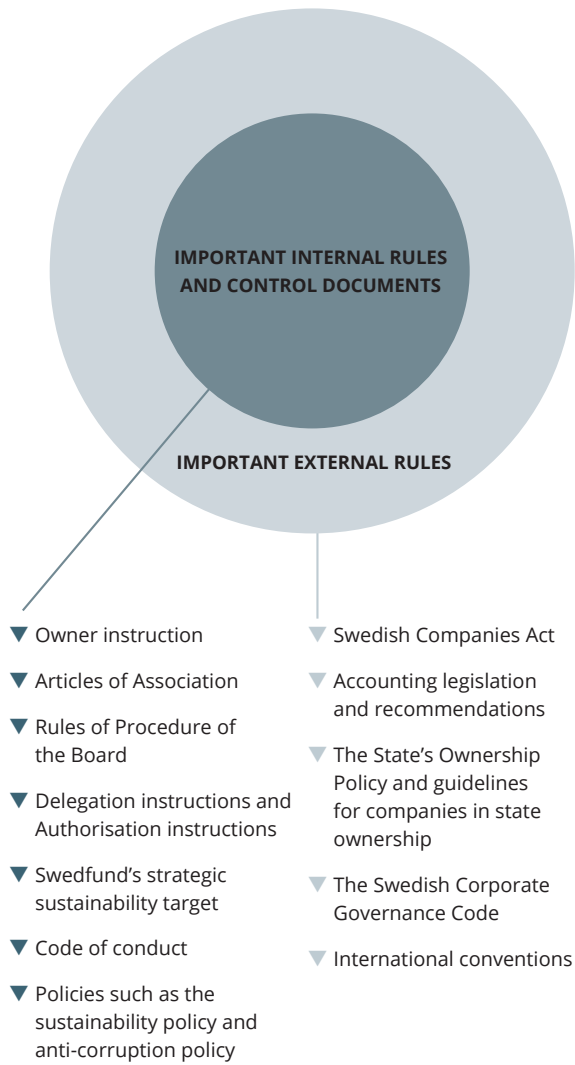 IMPORTANT INTERNAL RULES
AND CONTROL DOCUMENTS
IMPORTANT EXTERNAL RULES
Owner instruction
Articles of Association
Rules of Procedure of
the Board
Delegation instructions and
Authorisation instructions
Swedfund’s strategic
sustainability target
Code of conduct
Policies such as the
sustainability policy and
anti-corruption policy
Swedish Companies Act
Accounting legislation
and recommendations
The State’s Ownership
Policy and guidelines
for companies in state
ownership
The Swedish Corporate
Governance Code
International conventions